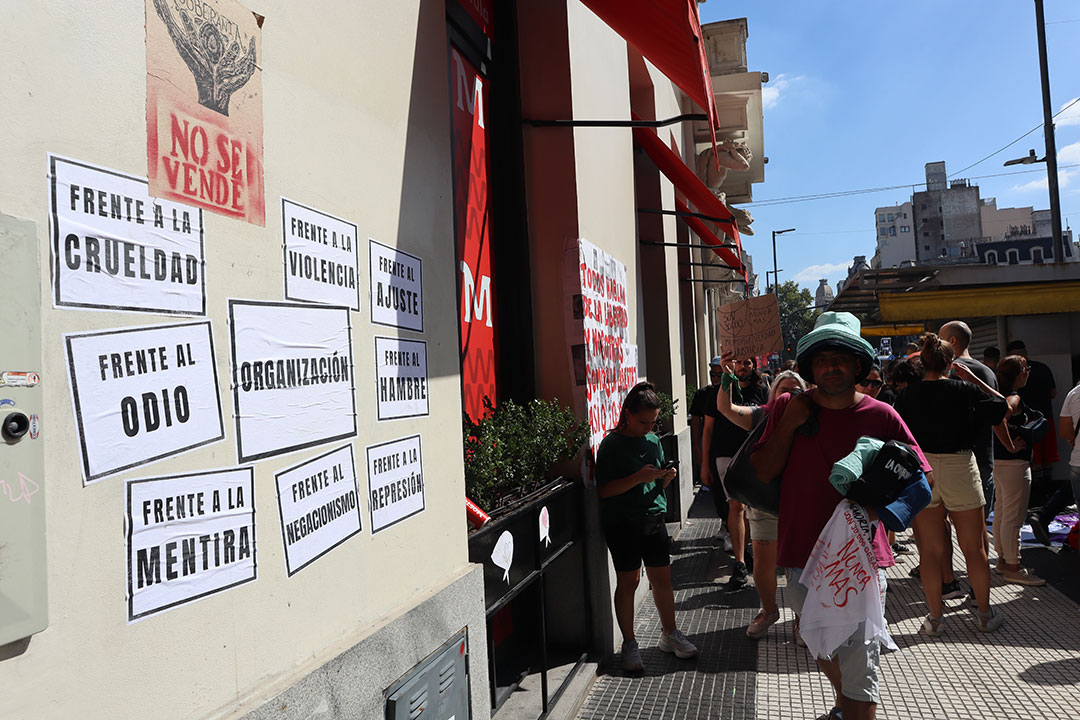 SOBERANÍA
NO SE
VENDE
FRENTE A LA
CRUELDAD
FRENTE A LA
VIOLENCIA
FRENTE AL
AJUSTE
FRENTE AL
ODIO
ORGANIZACIÓN
FRENTE AL
HAMBRE
FRENTE A LA
MENTIRA
FRENTE AL
NEGACIONISMO
FRENTE A LA
REPRESIÓN
M
M
NUNCA
MAS